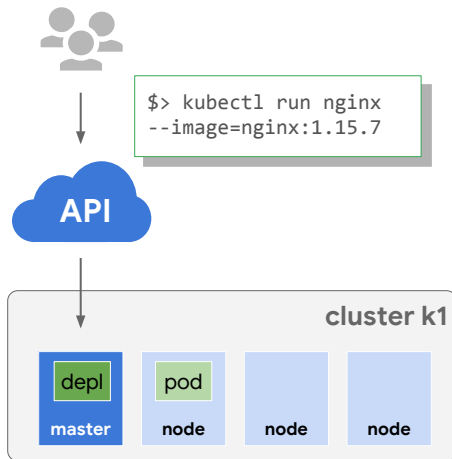 $> kubectl run nginx
--image=nginx:1.15.7
API
cluster k1
depl
pod
master
node
node
node